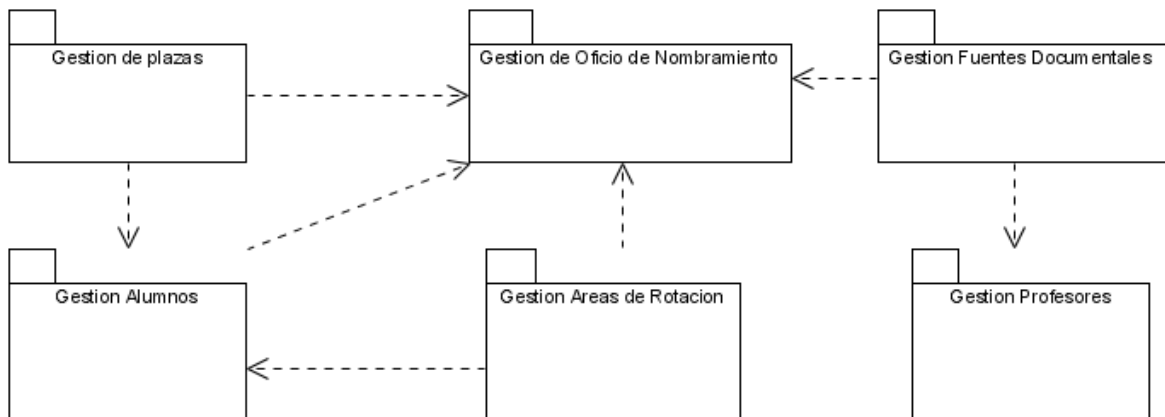 Gestion de plazas
Gestion de Oficio de Nombramiento
Gestion Fuentes Documentales
Gestion Alumnos
Gestion Areas de Rotacion
Gestion Profesores